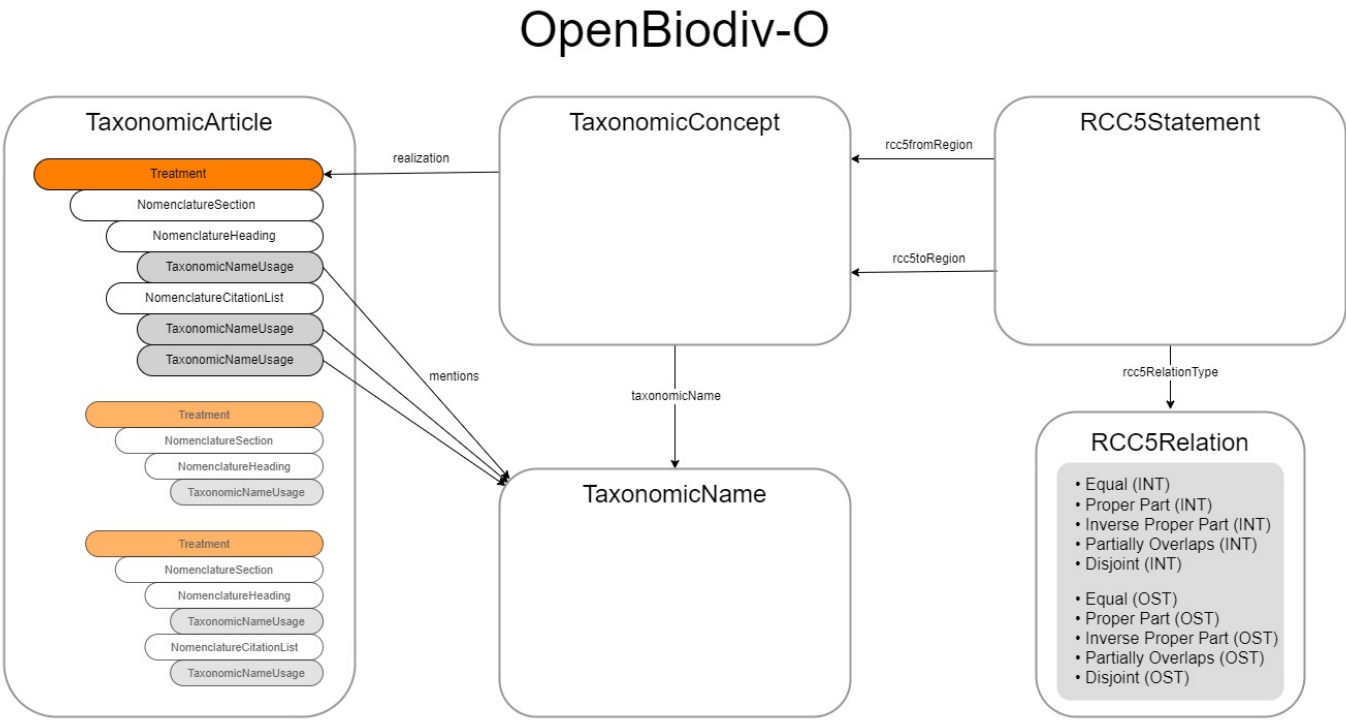 OpenBiodiv-O
TaxonomicArticle
Treatment
NomenclatureSection
NomenclatureHeading
TaxonomicNameUsage
NomenclatureCitationList
TaxonomicNameUsage
TaxonomicNameUsage
Treatment
NomenclatureSection
NomenclatureHeading
TaxonomicNameUsage
Treatment
NomenclatureSection
NomenclatureHeading
TaxonomicNameUsage
NomenclatureCitationList
TaxonomicNameUsage
realization
mentions
TaxonomicConcept
taxonomicName
TaxonomicName
rcc5fromRegion
rcc5toRegion
RCC5Statement
rcc5RelationType
RCC5Relation
• Equal (INT)
• Proper Part (INT)
• Inverse Proper Part (INT)
• Partially Overlaps (INT)
• Disjoint (INT)
• Equal (OST)
• Proper Part (OST)
• Inverse Proper Part (OST)
• Partially Overlaps (OST)
• Disjoint (OST)